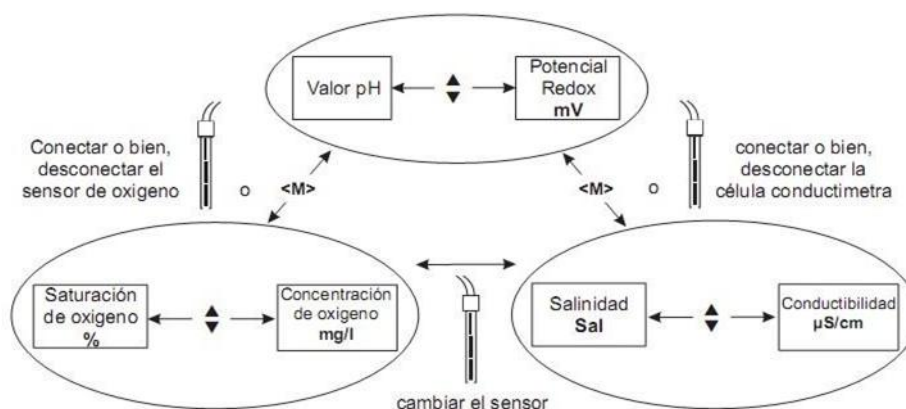 Valor pH
Potencial
Redox
mV
Conectar o bien,
desconectar el
sensor de oxigeno
o
<M>
<M>
o
conectar o bien,
desconectar la
célula conductimetra
Saturación
de oxigeno
%
Concentración
de oxigeno
mg/l
Salinidad
Sal
Conductibilidad
µS/cm
cambiar el sensor